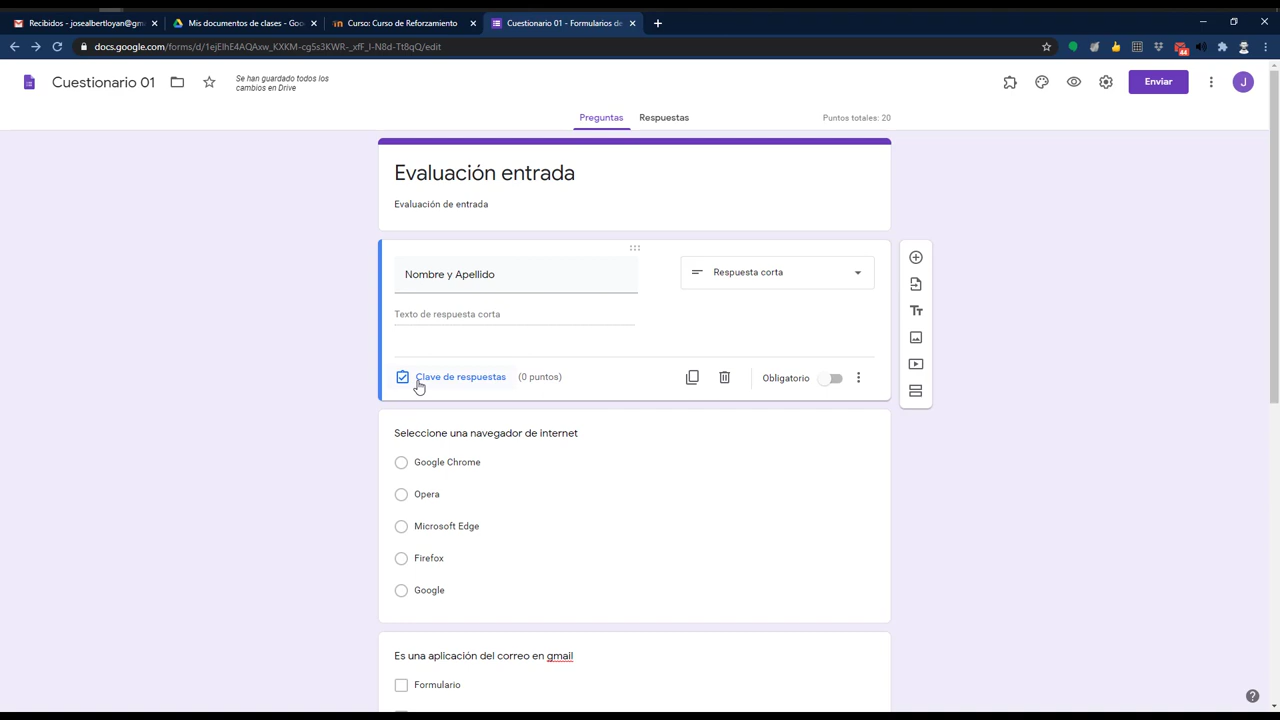 Recibidos - josealbertloyan@gm
Mis documentos de clases - Goo
Curso: Curso de Reforzamiento
Cuestionario 01 - Formularios de
docs.google.com/forms/d/1ejElhE4AQAxw_KXKM-cg5s3KWR-_xfF_I-N8d-Tt8qQ/edit
44
Cuestionario 01
Se han guardado todos los
cambios en Drive
Enviar
J
Preguntas
Respuestas
Puntos totales: 20
Evaluación entrada
Evaluación de entrada
Nombre y Apellido
Respuesta corta
Texto de respuesta corta
Clave de respuestas (0 puntos)
Obligatorio
Seleccione una navegador de internet
Google Chrome
Opera
Microsoft Edge
Firefox
Google
Es una aplicación del correo en gmail
Formulario